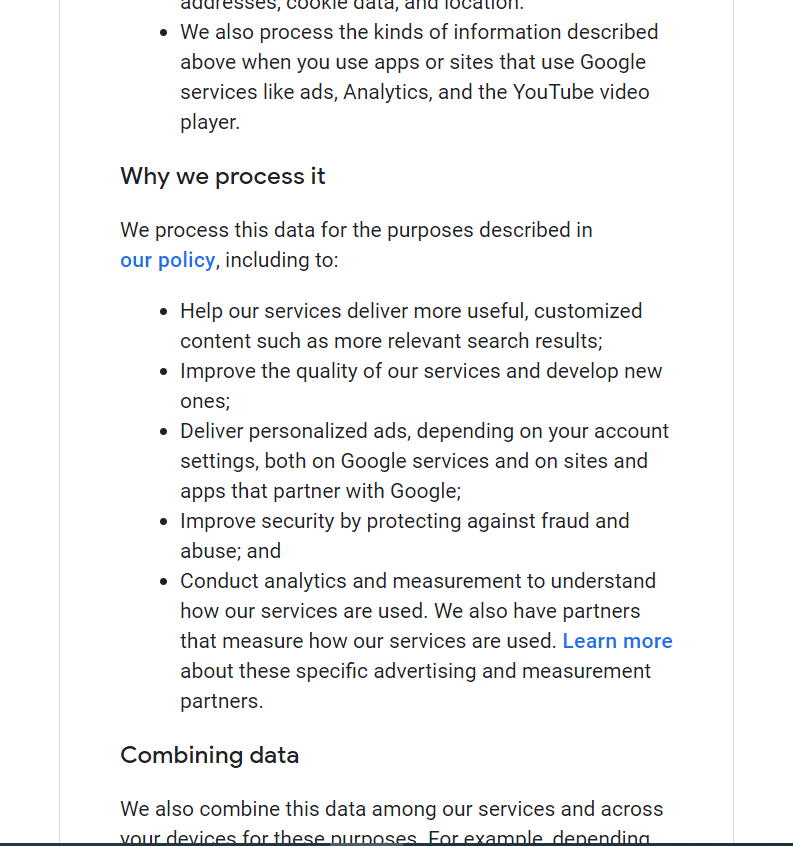 addresses, cookie data, and location.
• We also process the kinds of information described
above when you use apps or sites that use Google
services like ads, Analytics, and the YouTube video
player.
Why we process it
We process this data for the purposes described in
our policy, including to:
• Help our services deliver more useful, customized
content such as more relevant search results;
• Improve the quality of our services and develop new
ones;
• Deliver personalized ads, depending on your account
settings, both on Google services and on sites and
apps that partner with Google;
• Improve security by protecting against fraud and
abuse; and
• Conduct analytics and measurement to understand
how our services are used. We also have partners
that measure how our services are used. Learn more
about these specific advertising and measurement
partners.
Combining data
We also combine this data among our services and across
your devices for these purposes. For example, depending